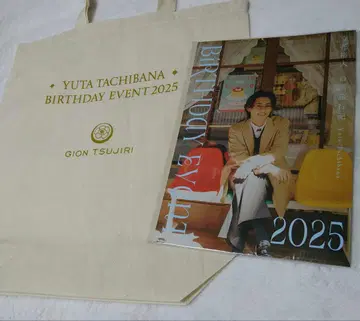 YUTA TACHIBANA
BIRTHDAY EVENT 2025
GION TSUJIRI
BIRTHDAY EVENT
2025